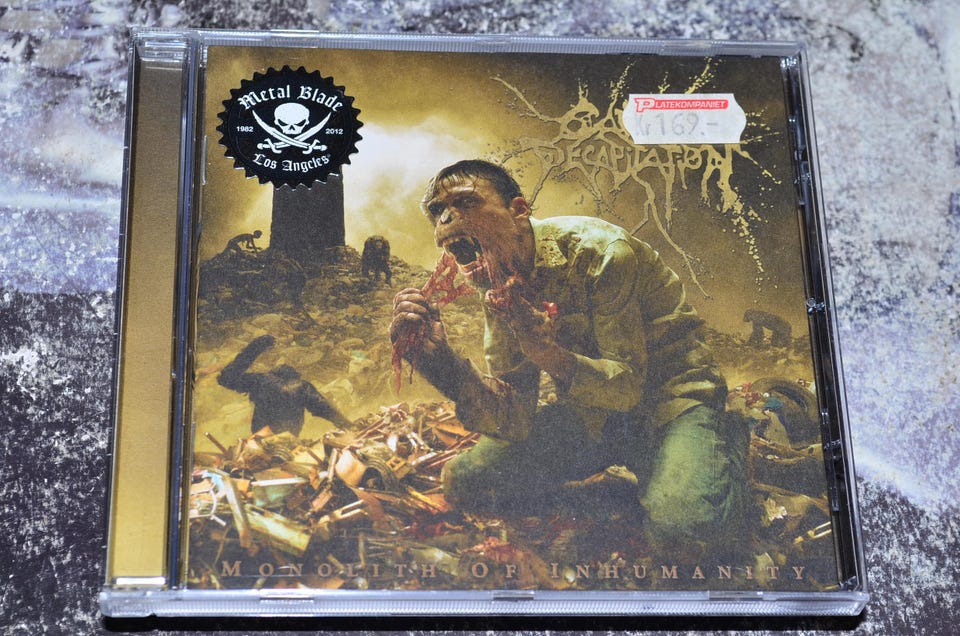 Metal Blade
1982 2012
Los Angeles
PLATEKOMPANIET
169.-
DECAPITATION
MONOLITH OF INHUMANITY